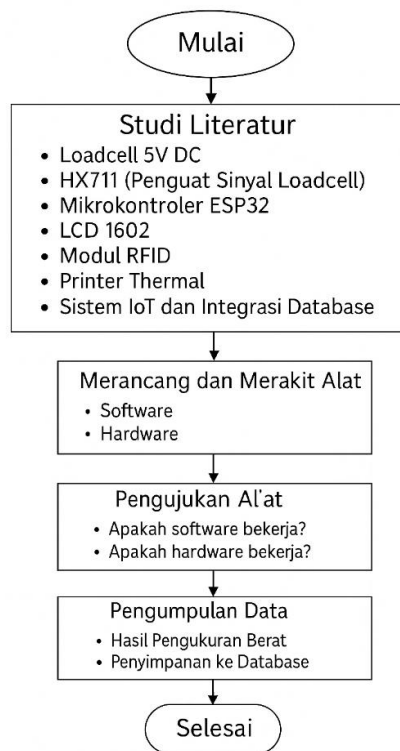 Mulai
Studi Literatur
• Loadcell 5V DC
• HX711 (Penguat Sinyal Loadcell)
• Mikrokontroler ESP32
• LCD 1602
• Modul RFID
• Printer Thermal
• Sistem IoT dan Integrasi Database
Merancang dan Merakit Alat
• Software
• Hardware
Pengujukan Al'at
• Apakah software bekerja?
• Apakah hardware bekerja?
Pengumpulan Data
• Hasil Pengukuran Berat
• Penyimpanan ke Database
Selesai